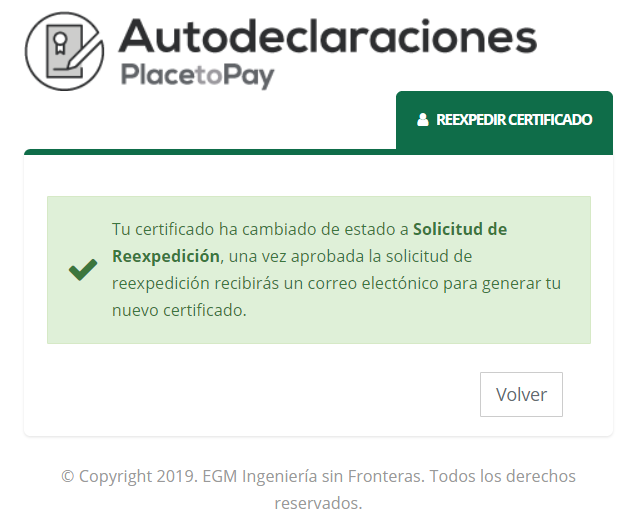 Autodeclaraciones
PlacetoPay
REEXPEDIR CERTIFICADO
Tu certificado ha cambiado de estado a Solicitud de
Reexpedición, una vez aprobada la solicitud de
reexpedición recibirás un correo electónico para generar tu
nuevo certificado.
Volver
© Copyright 2019. EGM Ingeniería sin Fronteras. Todos los derechos
reservados.